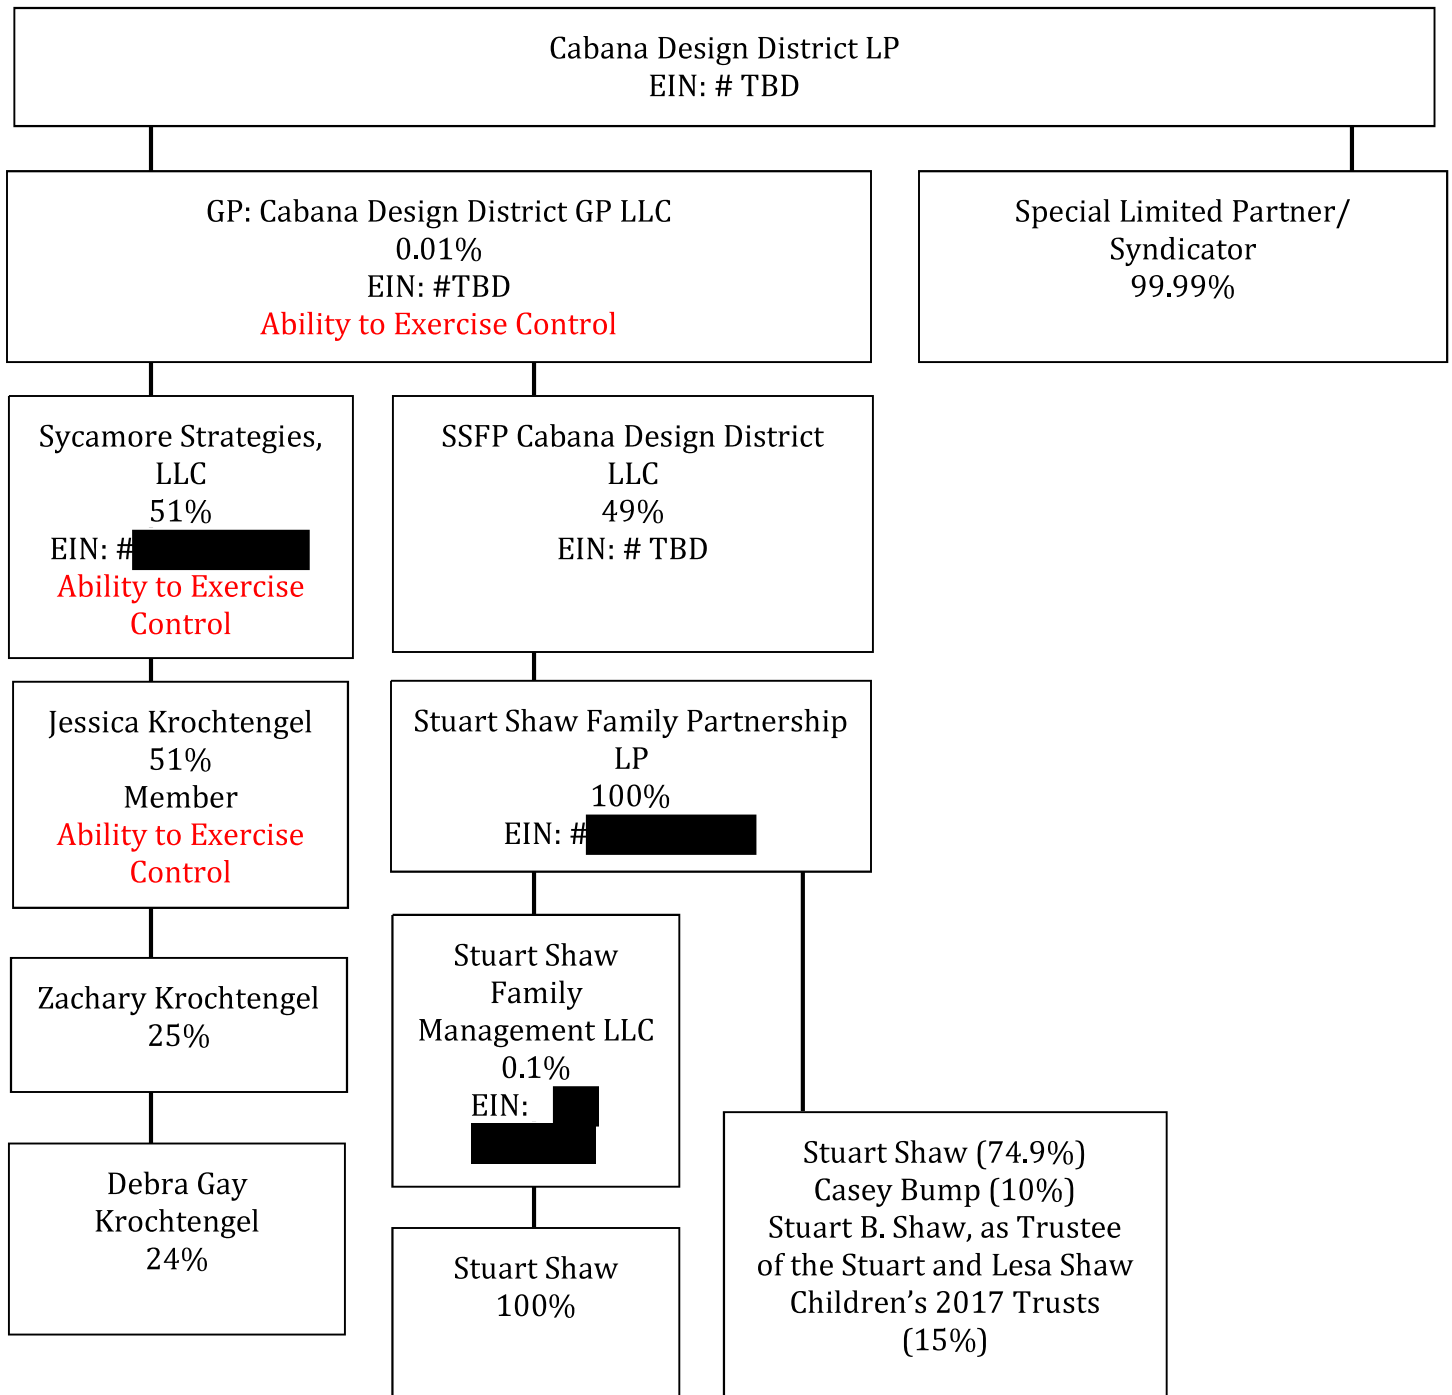 Cabana Design District LP
EIN: # TBD
GP: Cabana Design District GP LLC
0.01%
EIN: #TBD
Ability to Exercise Control
Special Limited Partner/
Syndicator
99.99%
Sycamore Strategies,
LLC
51%
EIN: #
Ability to Exercise
Control
SSFP Cabana Design District
LLC
49%
EIN: # TBD
Jessica Krochtengel
51%
Member
Ability to Exercise
Control
Stuart Shaw Family Partnership
LP
100%
EIN: #
Zachary Krochtengel
25%
Stuart Shaw
Family
Management LLC
0.1%
EIN:
Debra Gay
Krochtengel
24%
Stuart Shaw
100%
Stuart Shaw (74.9%)
Casey Bump (10%)
Stuart B. Shaw, as Trustee
of the Stuart and Lesa Shaw
Children’s 2017 Trusts
(15%)